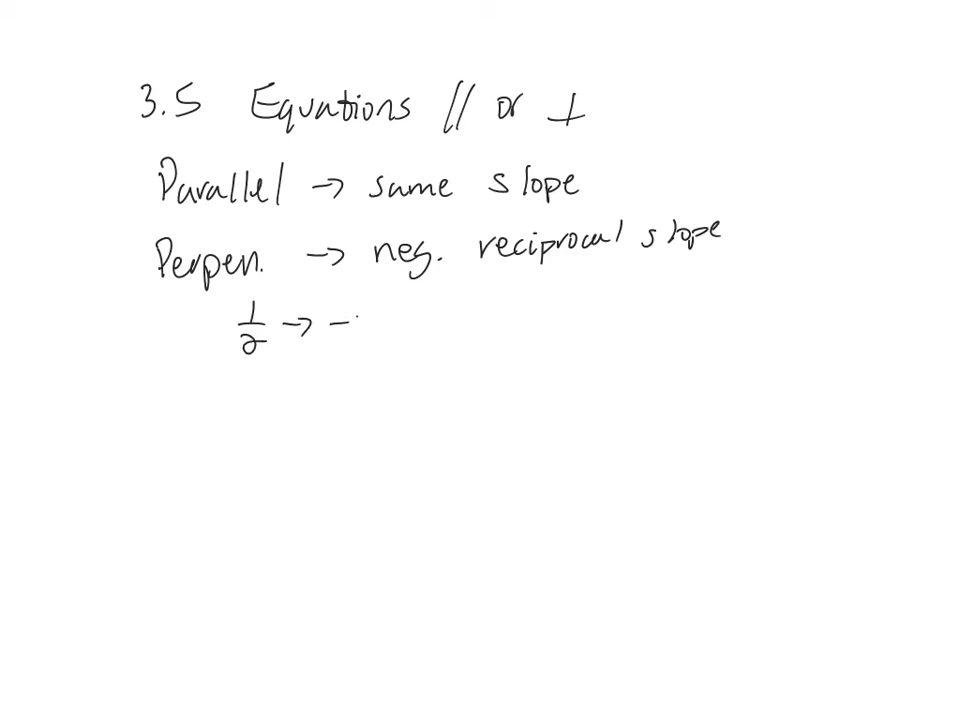 3.5 Equations // or ⊥
Parallel → same slope
Perpen. → neg. reciprocal slope
1/2 → -